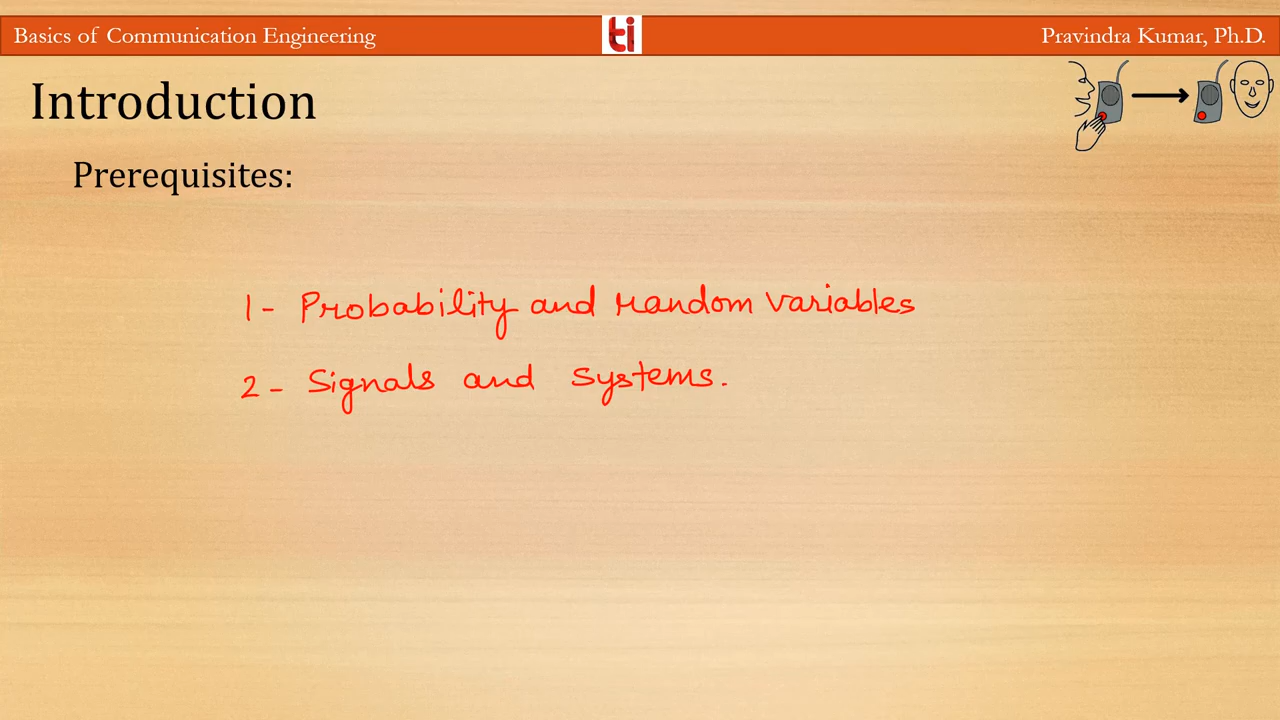 Basics of Communication Engineering ti Pravindra Kumar, Ph.D.
Introduction
Prerequisites:
1- Probability and random variables
2- Signals and systems.